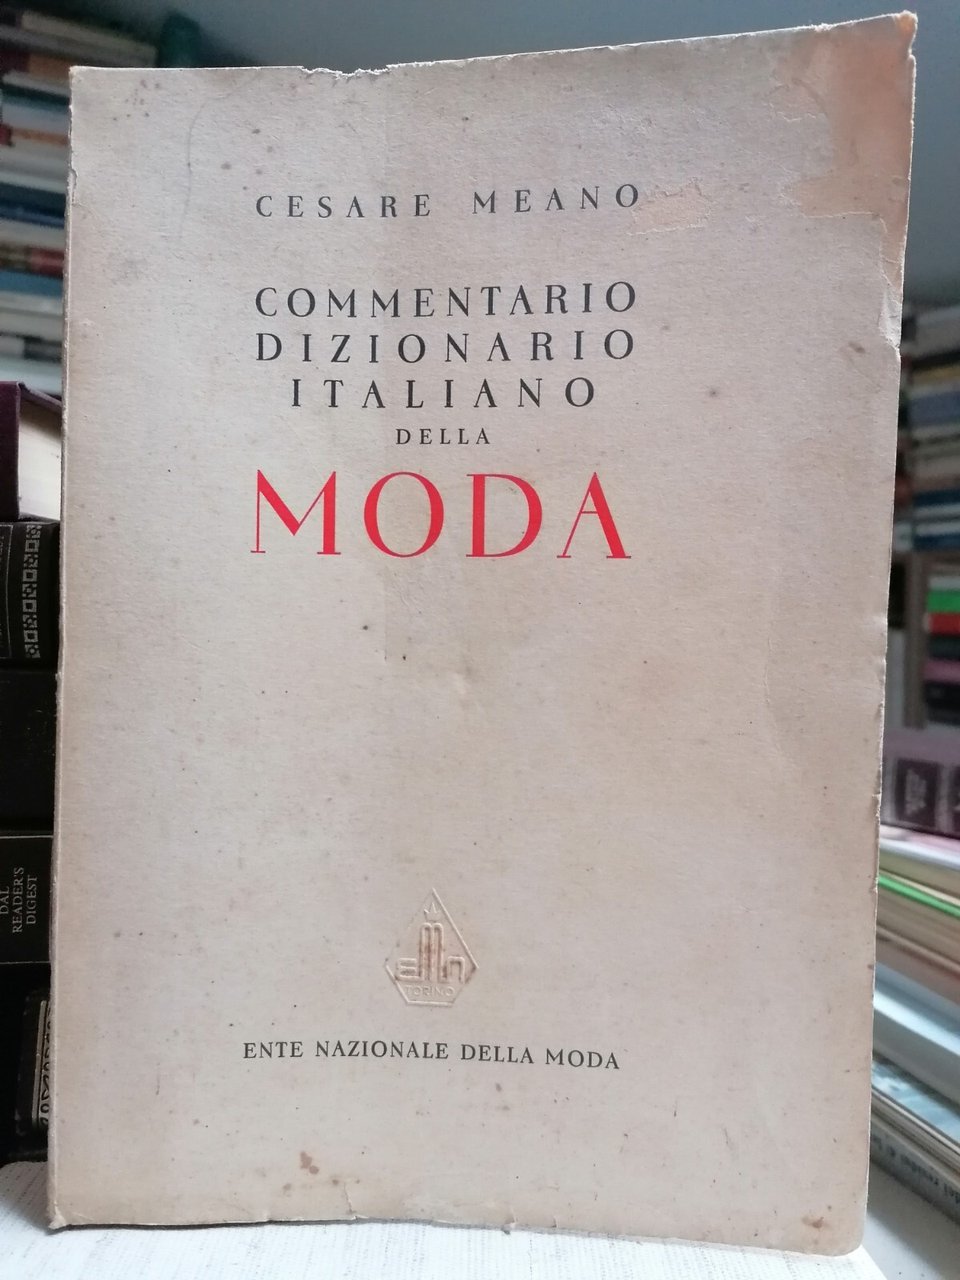 CESARE MEANO
COMMENTARIO
DIZIONARIO
ITALIANO
DELLA
MODA
TORINO
ENTE NAZIONALE DELLA MODA
DAL
READER'S
DIGEST